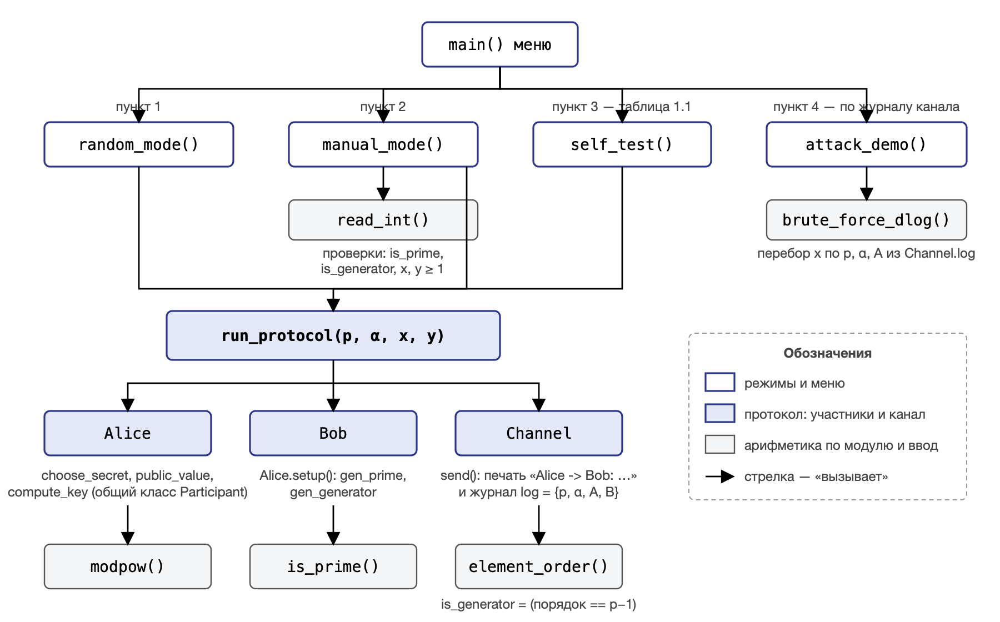 main() меню
пункт 1
пункт 2
пункт 3 — таблица 1.1
пункт 4 — по журналу канала
random_mode()
manual_mode()
self_test()
attack_demo()
read_int()
brute_force_dlog()
проверки: is_prime,
is_generator, x, y ≥ 1
перебор x по p, α, A из Channel.log
run_protocol(p, α, x, y)
Обозначения
режимы и меню
протокол: участники и канал
арифметика по модулю и ввод
стрелка — «вызывает»
Alice
Bob
Channel
choose_secret, public_value,
compute_key (общий класс Participant)
Alice.setup(): gen_prime,
gen_generator
send(): печать «Alice -> Bob: …»
и журнал log = {p, α, A, B}
modpow()
is_prime()
element_order()
is_generator = (порядок == p−1)